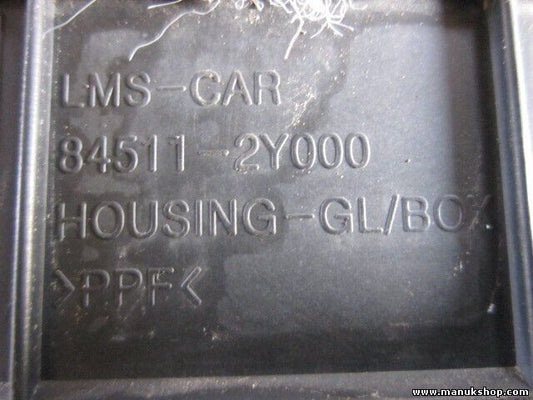 LMS-CAR
84511-2Y000
HOUSING-GL/BOX
>PPF<
www.manukshop.com